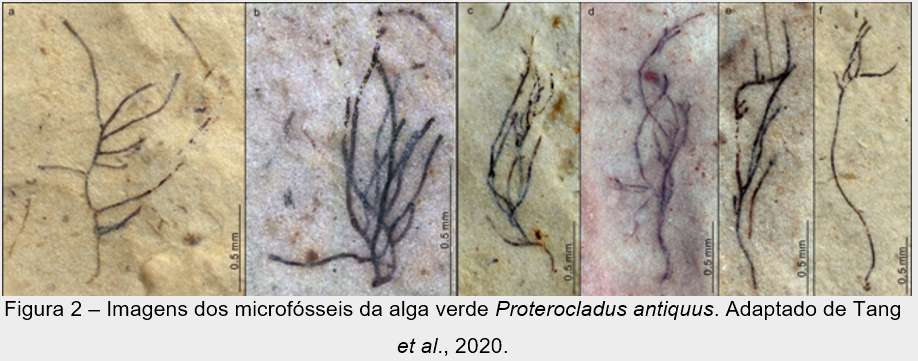 a b c d e f
0.5 mm 0.5 mm 0.5 mm 0.5 mm 0.5 mm 0.5 mm
Figura 2 – Imagens dos microfósseis da alga verde Proterocladus antiquus. Adaptado de Tang
et al., 2020.